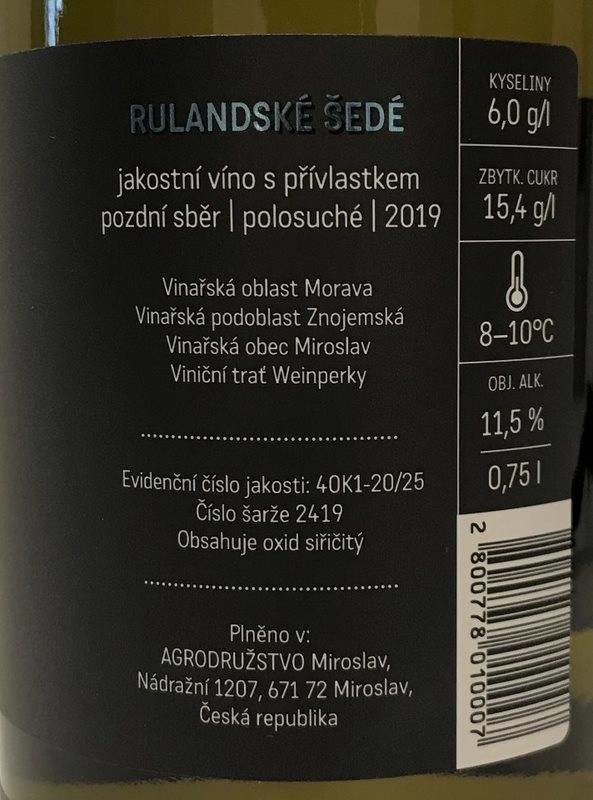 RULANDSKÉ ŠEDÉ
jakostní víno s přívlastkem
pozdní sběr | polosuché | 2019
Vinařská oblast Morava
Vinařská podoblast Znojemská
Vinařská obec Miroslav
Viniční trať Weinperky
Evidenční číslo jakosti: 40K1-20/25
Číslo šarže 2419
Obsahuje oxid siřičitý
Plněno v:
AGRODRUŽSTVO Miroslav,
Nádražní 1207, 671 72 Miroslav,
Česká republika
KYSELINY
6,0 g/l
ZBYTK. CUKR
15,4 g/l
8–10°C
OBJ. ALK.
11,5 %
0,75 l
2 800778 010007